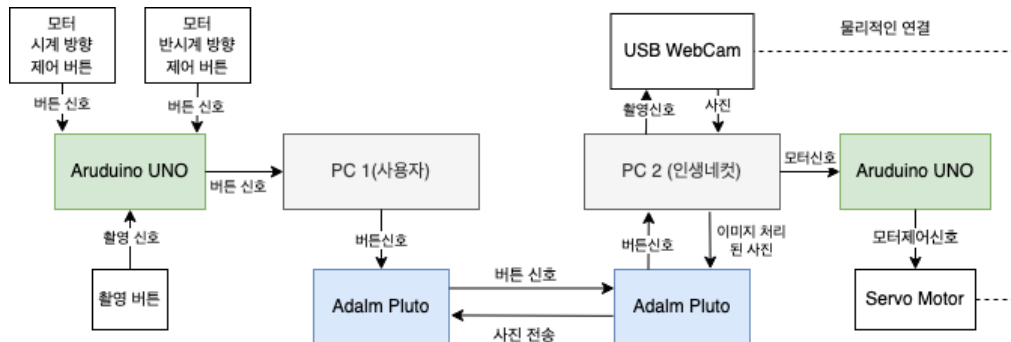 모터
시계 방향
제어 버튼
모터
반시계 방향
제어 버튼
USB WebCam
물리적인 연결
버튼 신호
버튼 신호
촬영신호
사진
Aruduino UNO
버튼 신호
PC 1(사용자)
PC 2 (인생네컷)
모터신호
Aruduino UNO
촬영 신호
버튼신호
버튼신호
이미지 처리
된 사진
모터제어신호
촬영 버튼
Adalm Pluto
버튼 신호
Adalm Pluto
Servo Motor
사진 전송